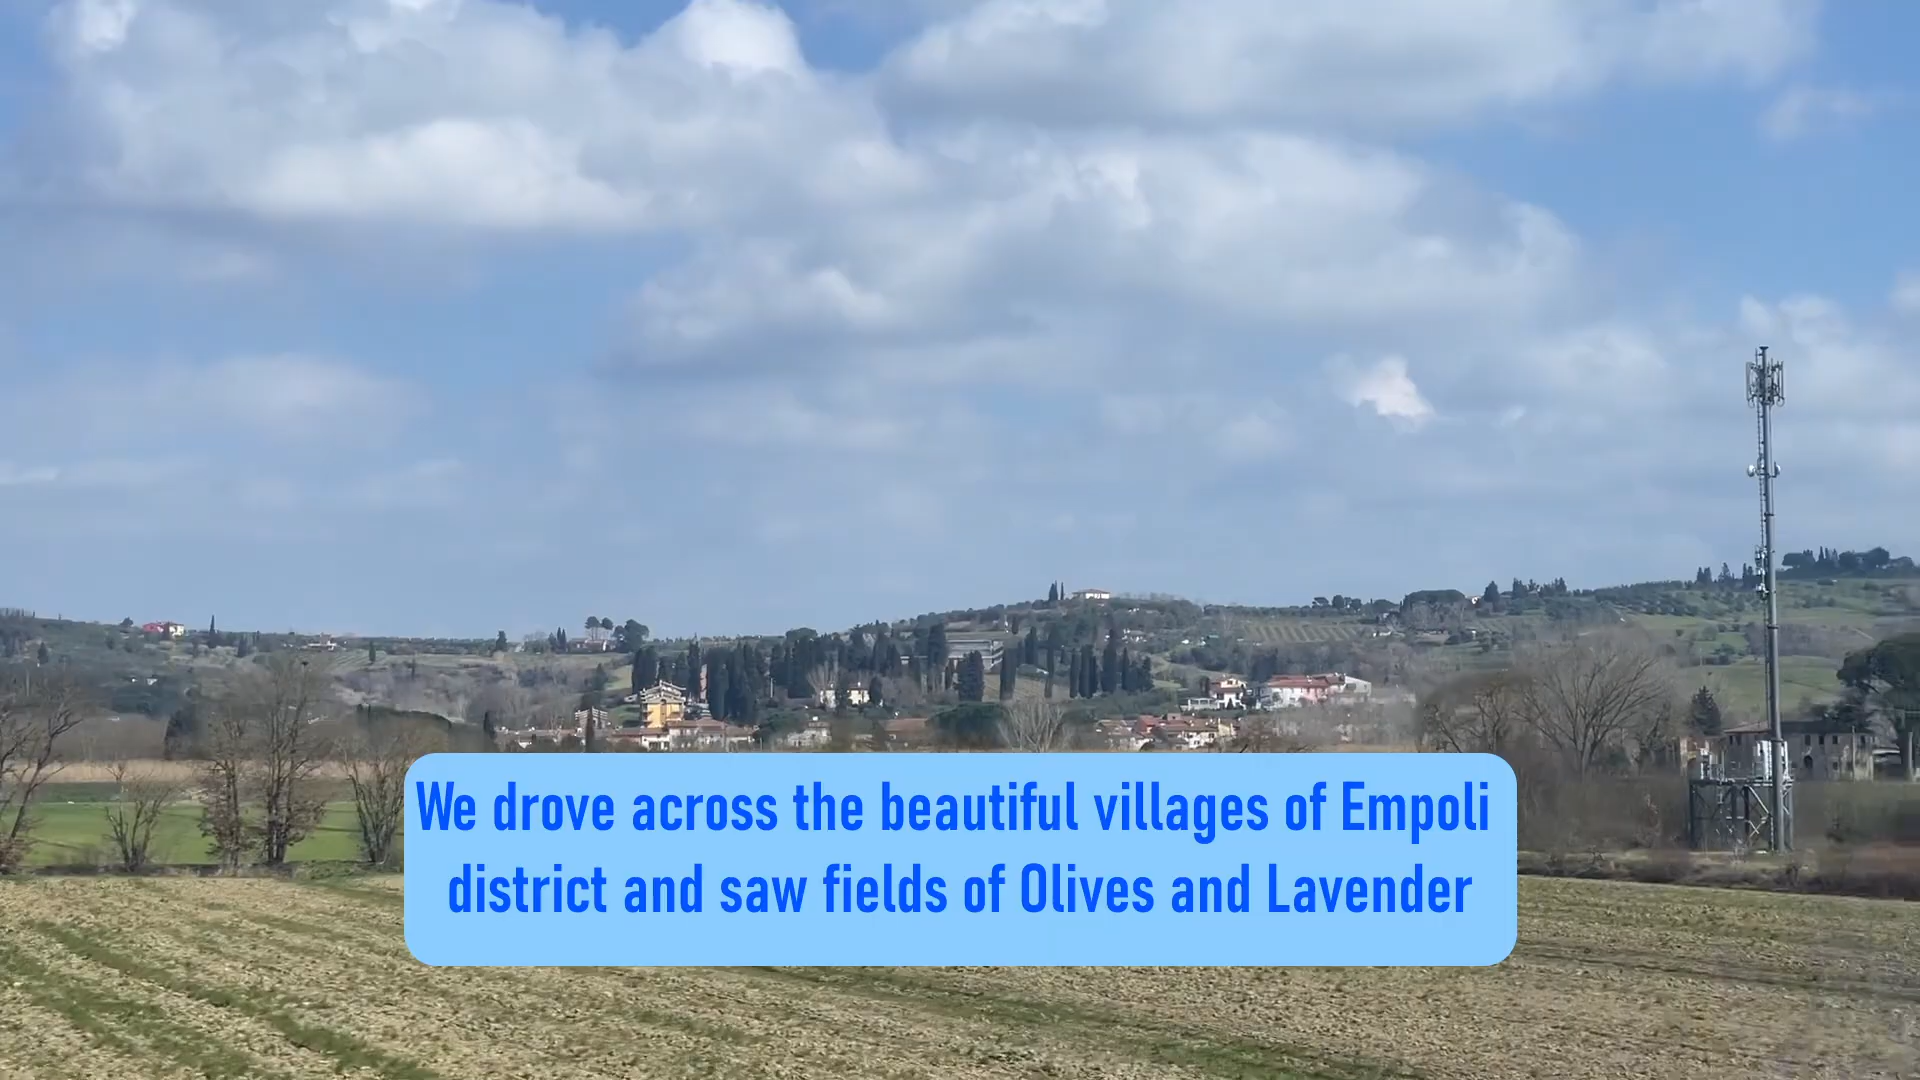 We drove across the beautiful villages of Empoli
district and saw fields of Olives and Lavender